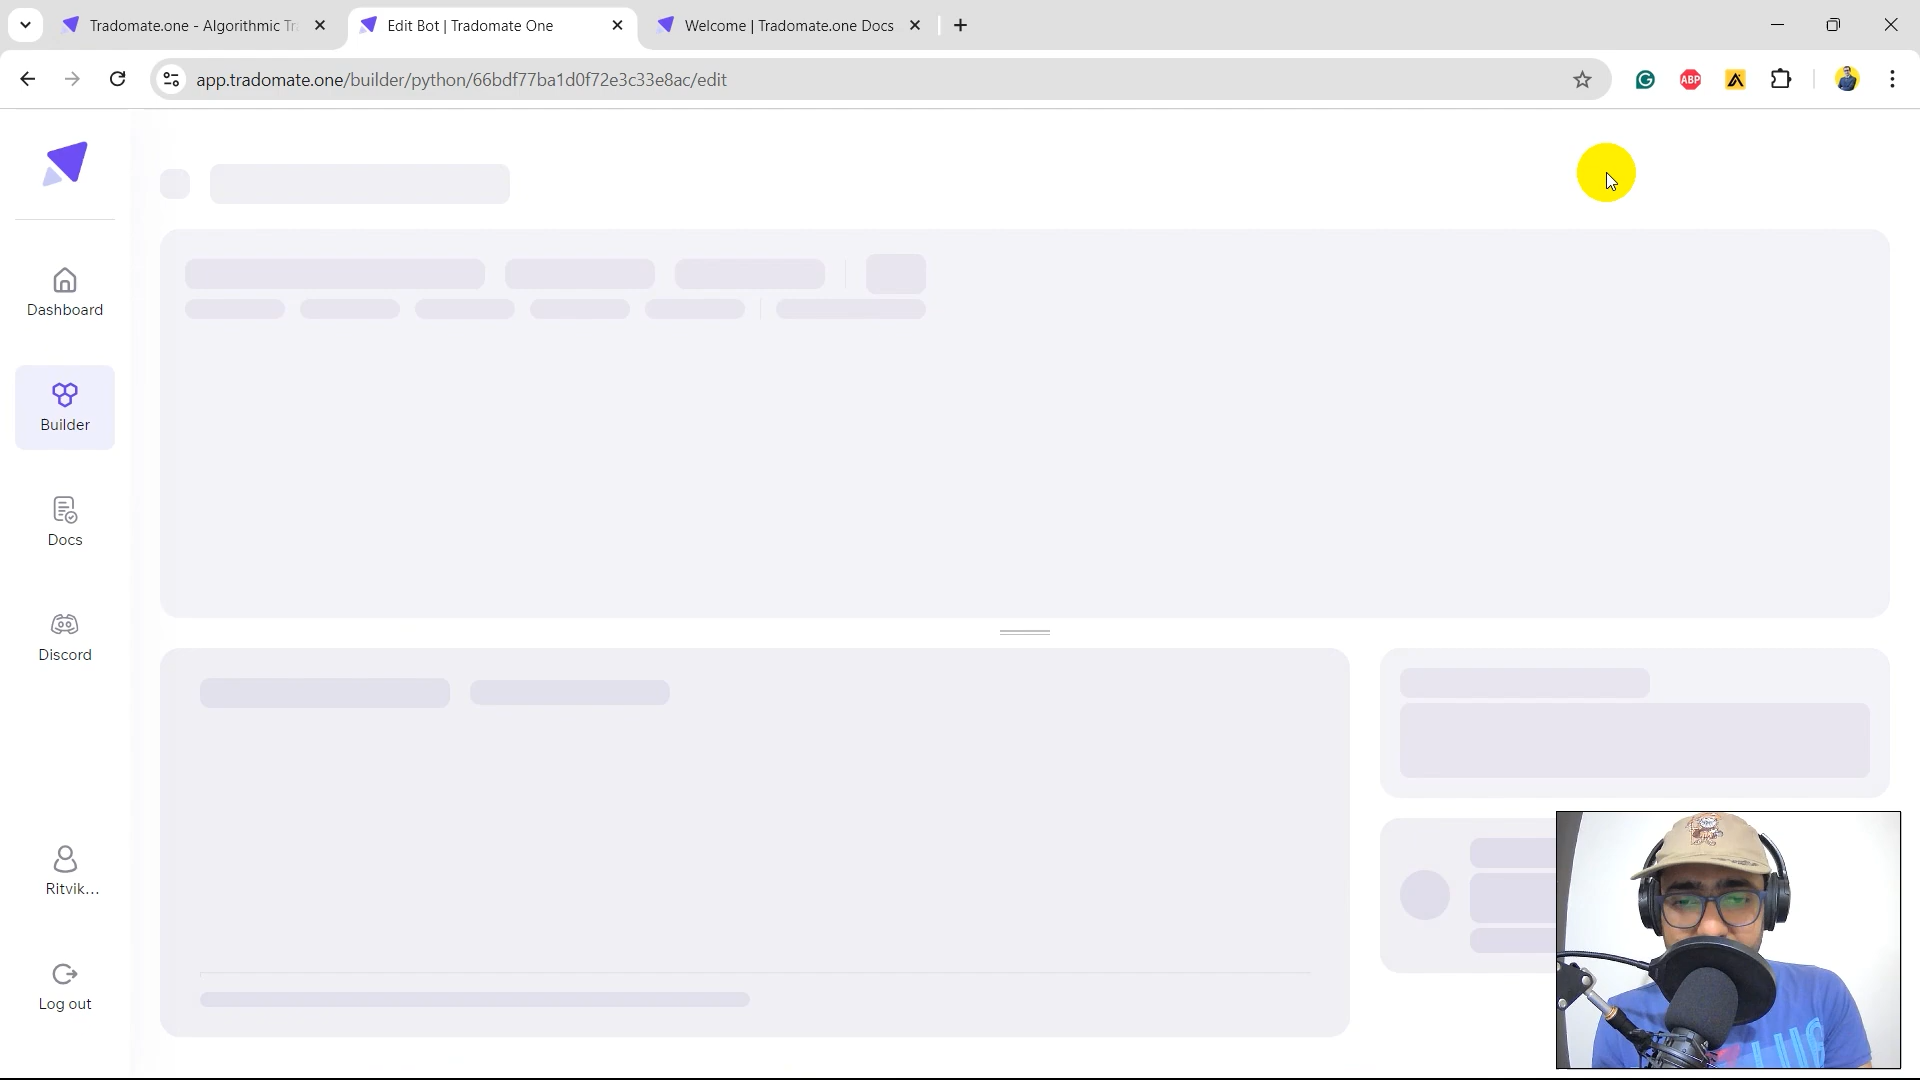 Tradomate.one - Algorithmic Tr
Edit Bot | Tradomate One
Welcome | Tradomate.one Docs
app.tradomate.one/builder/python/66bdf77ba1d0f72e3c33e8ac/edit
ABP
Dashboard
Builder
Docs
Discord
Ritvik...
Log out